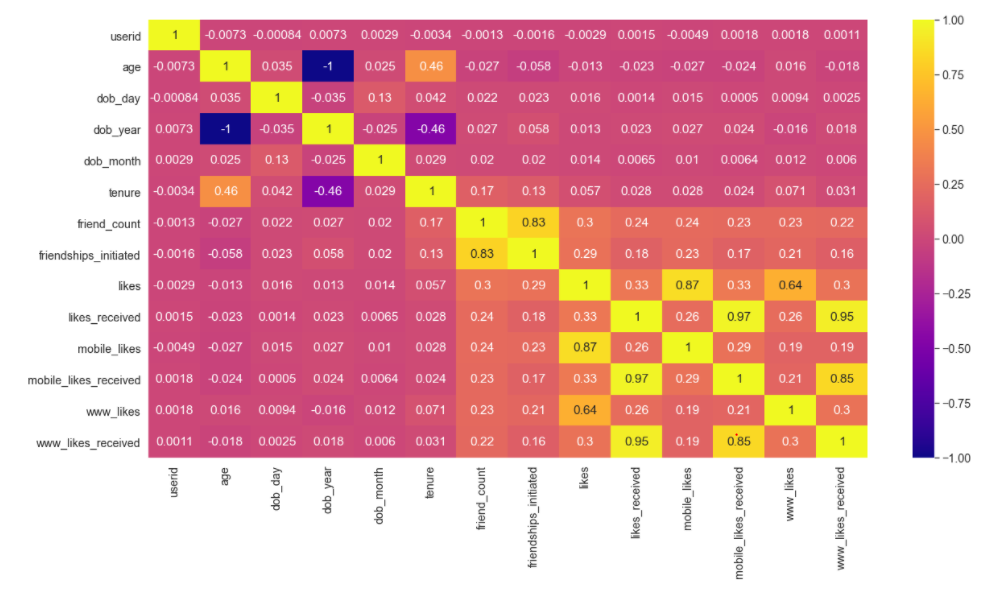 userid 1 -0.0073 -0.00084 0.0073 0.0029 -0.0034 -0.0013 -0.0016 -0.0029 0.0015 -0.0049 0.0018 0.0018 0.0011
age -0.0073 1 0.035 -1 0.025 0.46 -0.027 -0.058 -0.013 -0.023 -0.027 -0.024 0.016 -0.018
dob_day -0.00084 0.035 1 -0.035 0.13 0.042 0.022 0.023 0.016 0.0014 0.015 0.0005 0.0094 0.0025
dob_year 0.0073 -1 -0.035 1 -0.025 -0.46 0.027 0.058 0.013 0.023 0.027 0.024 -0.016 0.018
dob_month 0.0029 0.025 0.13 -0.025 1 0.029 0.02 0.02 0.014 0.0065 0.01 0.0064 0.012 0.006
tenure -0.0034 0.46 0.042 -0.46 0.029 1 0.17 0.13 0.057 0.028 0.028 0.024 0.071 0.031
friend_count -0.0013 -0.027 0.022 0.027 0.02 0.17 1 0.83 0.3 0.24 0.24 0.23 0.23 0.22
friendships_initiated -0.0016 -0.058 0.023 0.058 0.02 0.13 0.83 1 0.29 0.18 0.23 0.17 0.21 0.16
likes -0.0029 -0.013 0.016 0.013 0.014 0.057 0.3 0.29 1 0.33 0.87 0.33 0.64 0.3
likes_received 0.0015 -0.023 0.0014 0.023 0.0065 0.028 0.24 0.18 0.33 1 0.26 0.97 0.26 0.95
mobile_likes -0.0049 -0.027 0.015 0.027 0.01 0.028 0.24 0.23 0.87 0.26 1 0.29 0.19 0.19
mobile_likes_received 0.0018 -0.024 0.0005 0.024 0.0064 0.024 0.23 0.17 0.33 0.97 0.29 1 0.21 0.85
www_likes 0.0018 0.016 0.0094 -0.016 0.012 0.071 0.23 0.21 0.64 0.26 0.19 0.21 1 0.3
www_likes_received 0.0011 -0.018 0.0025 0.018 0.006 0.031 0.22 0.16 0.3 0.95 0.19 0.85 0.3 1
userid
age
dob_day
dob_year
dob_month
tenure
friend_count
friendships_initiated
likes
likes_received
mobile_likes
mobile_likes_received
www_likes
www_likes_received
1.00
0.75
0.50
0.25
0.00
-0.25
-0.50
-0.75
-1.00